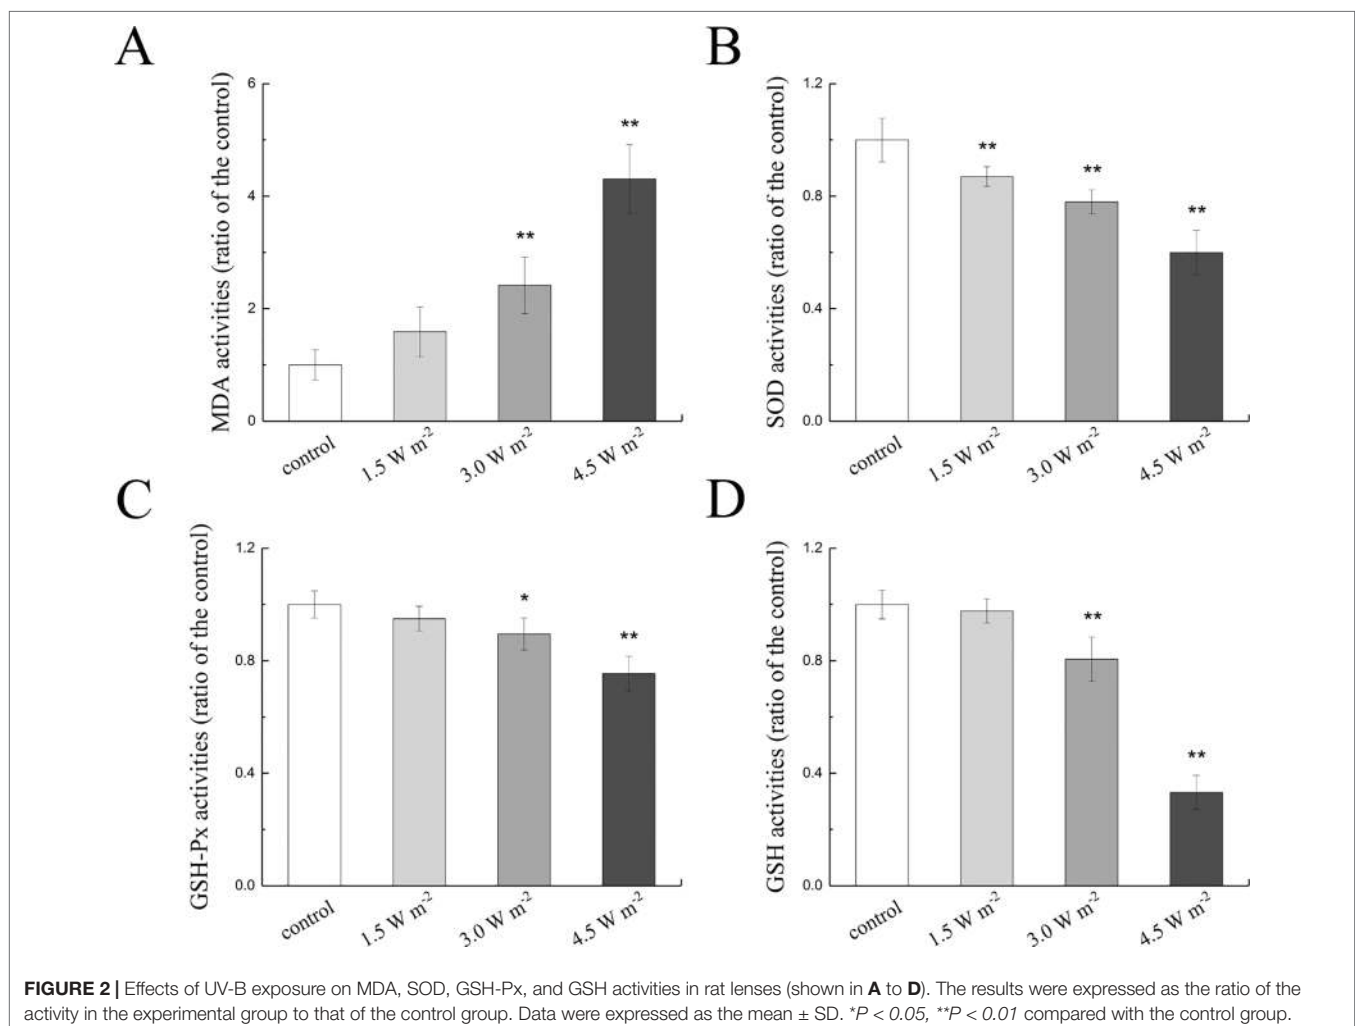 A
MDA activities (ratio of the control)
6
4
2
0
**
**
control
1.5 W m⁻²
3.0 W m⁻²
4.5 W m⁻²
B
SOD activities (ratio of the control)
1.2
0.8
0.4
0.0
**
**
**
control
1.5 W m⁻²
3.0 W m⁻²
4.5 W m⁻²
C
GSH-Px activities (ratio of the control)
1.2
0.8
0.4
0.0
*
**
control
1.5 W m⁻²
3.0 W m⁻²
4.5 W m⁻²
D
GSH activities (ratio of the control)
1.2
0.8
0.4
0.0
**
**
control
1.5 W m⁻²
3.0 W m⁻²
4.5 W m⁻²
FIGURE 2 | Effects of UV-B exposure on MDA, SOD, GSH-Px, and GSH activities in rat lenses (shown in A to D). The results were expressed as the ratio of the
activity in the experimental group to that of the control group. Data were expressed as the mean ± SD. *P < 0.05, **P < 0.01 compared with the control group.